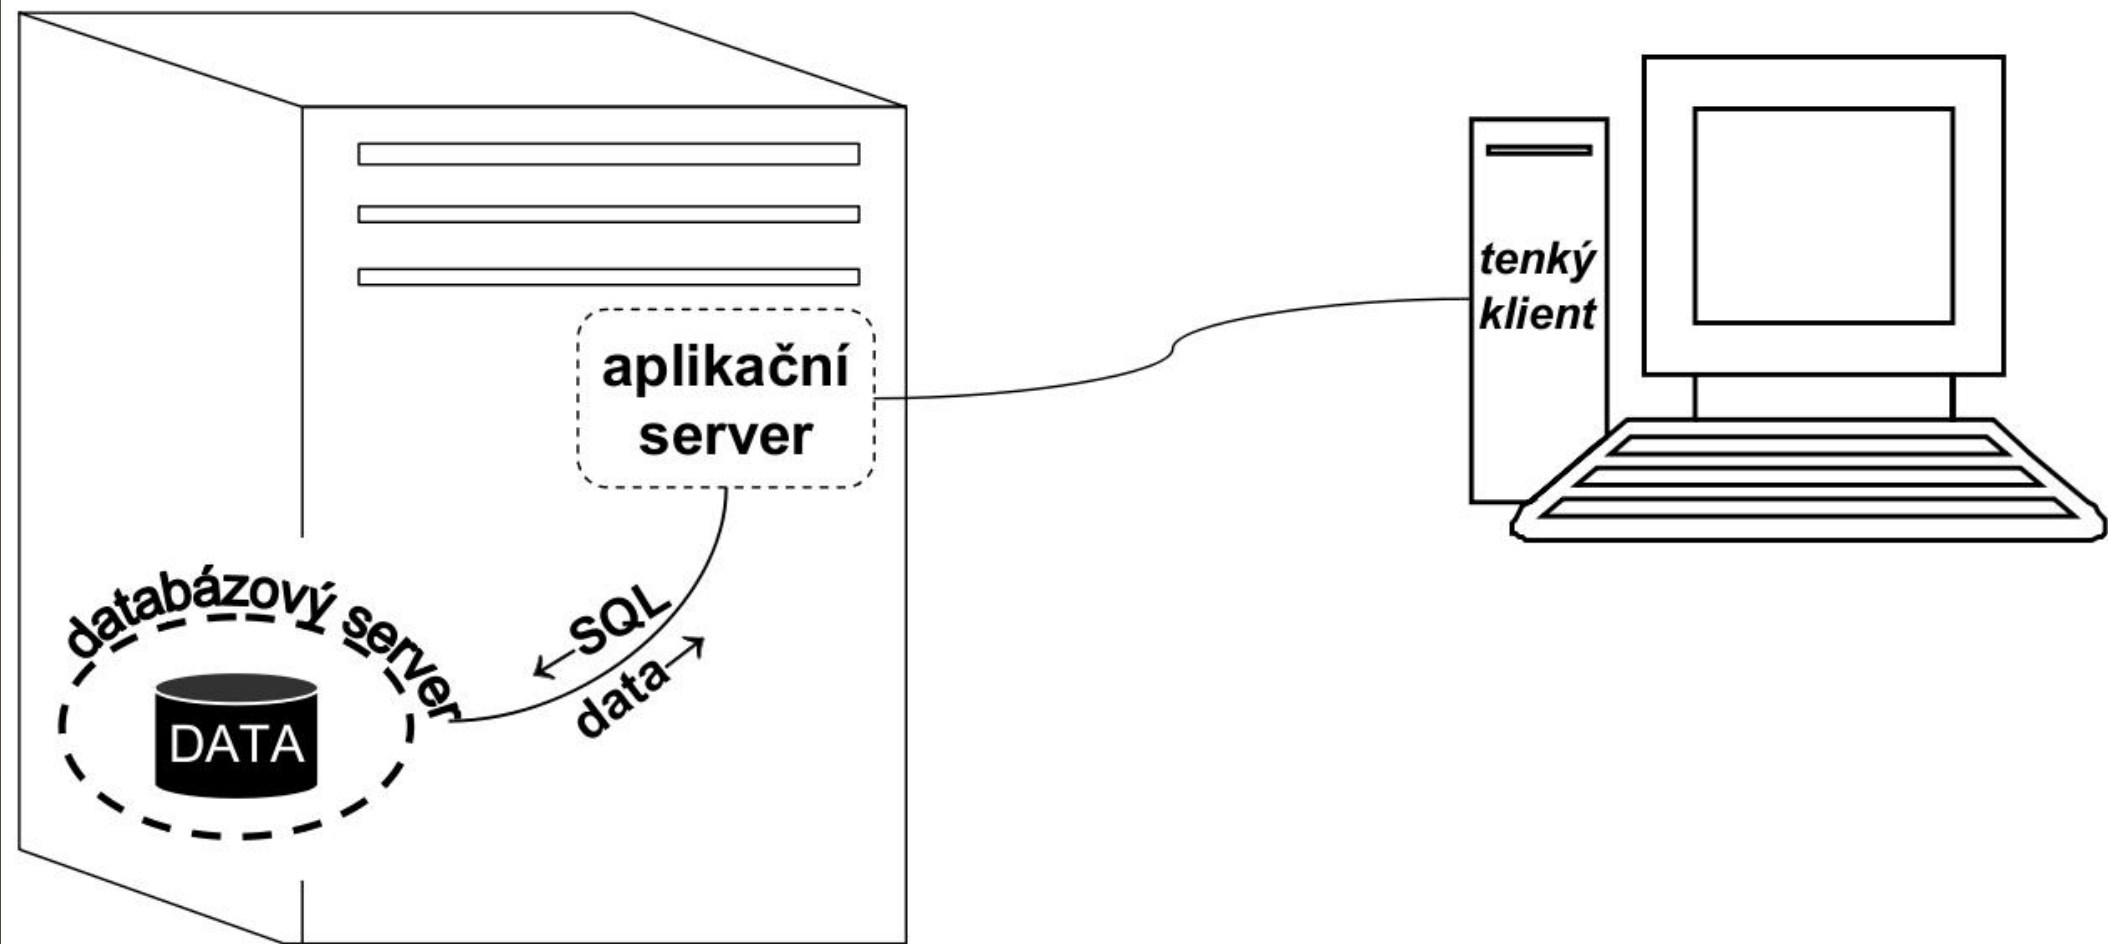 tenký
klient
aplikační
server
databázový server
SQL
data
DATA